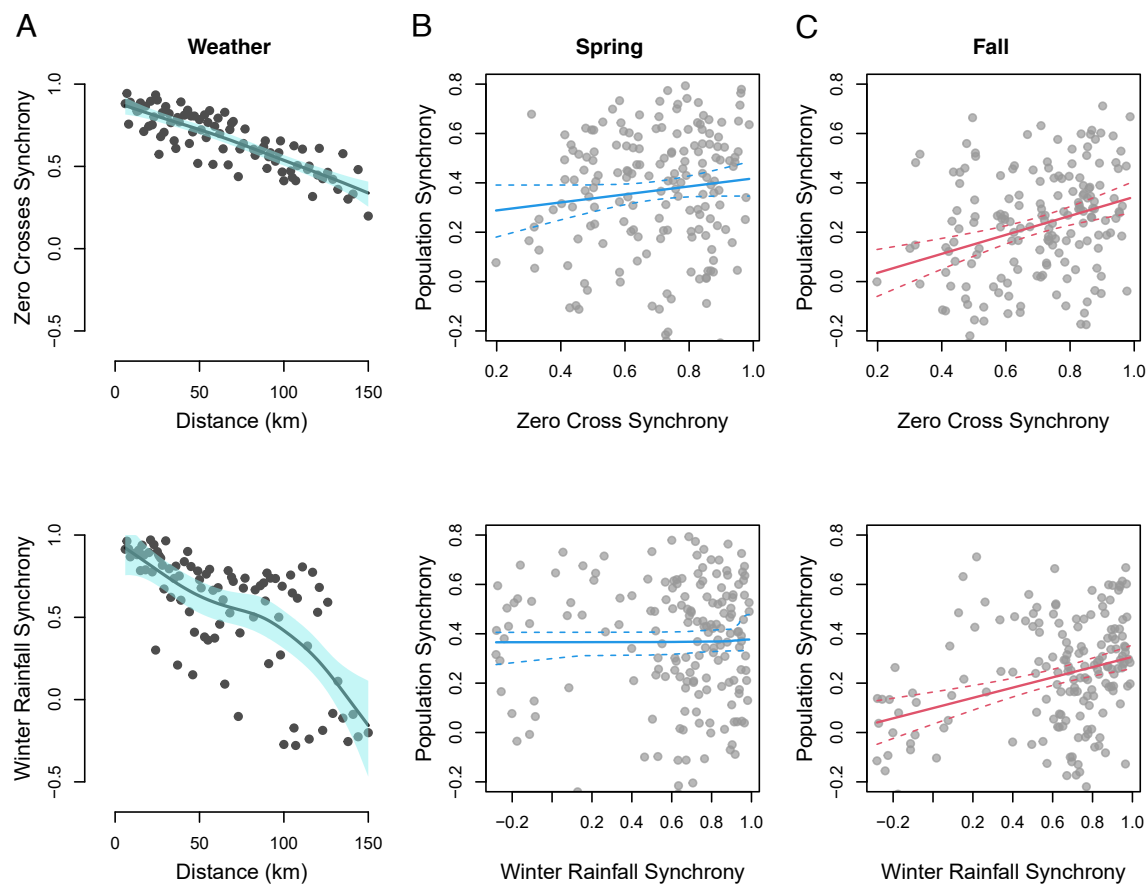 A
B
C
Weather
Spring
Fall
Zero Crosses Synchrony
1.0
0.5
0.0
−0.5
0 50 100 150
Distance (km)
Population Synchrony
0.8
0.6
0.4
0.2
0.0
−0.2
0.2 0.4 0.6 0.8 1.0
Zero Cross Synchrony
Population Synchrony
0.8
0.6
0.4
0.2
0.0
−0.2
0.2 0.4 0.6 0.8 1.0
Zero Cross Synchrony
Winter Rainfall Synchrony
1.0
0.5
0.0
−0.5
0 50 100 150
Distance (km)
Population Synchrony
0.8
0.6
0.4
0.2
0.0
−0.2
−0.2 0.2 0.4 0.6 0.8 1.0
Winter Rainfall Synchrony
Population Synchrony
0.8
0.6
0.4
0.2
0.0
−0.2
−0.2 0.2 0.4 0.6 0.8 1.0
Winter Rainfall Synchrony